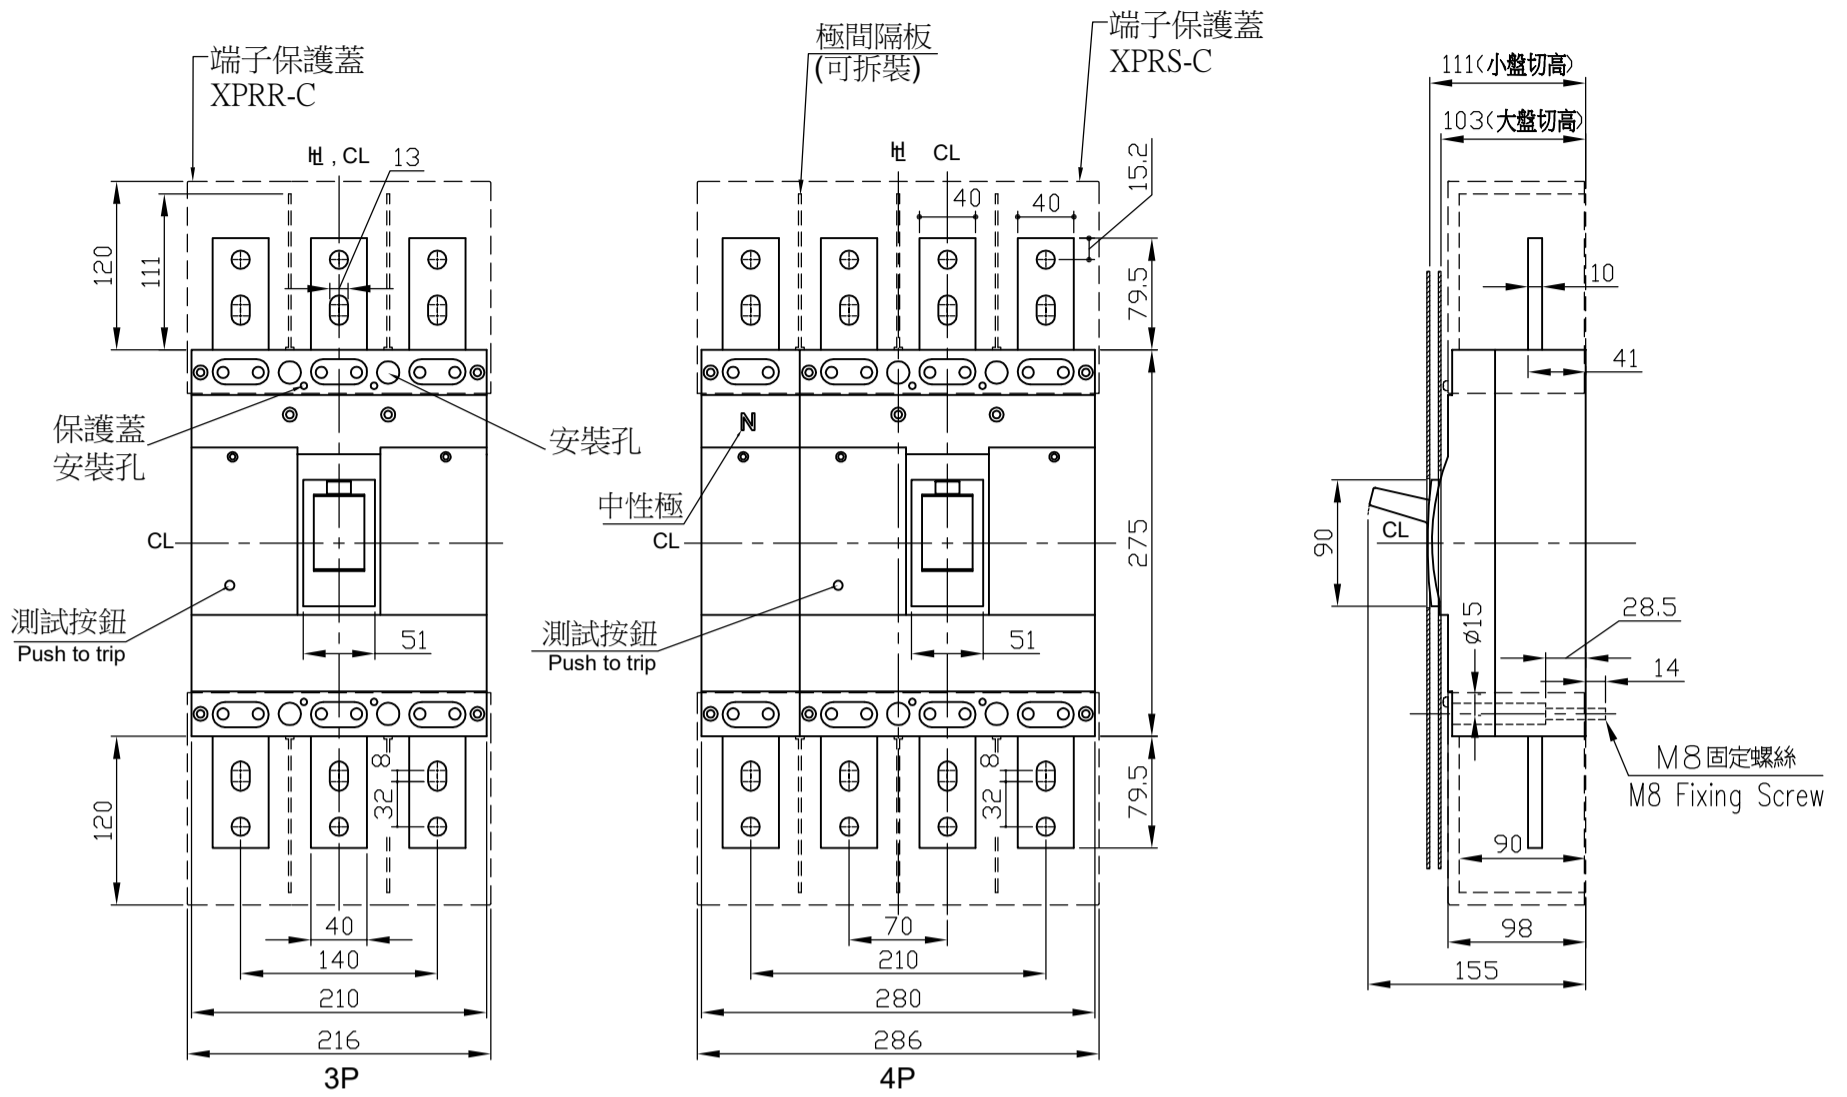 端子保護蓋
XPRR-C
極間隔板
(可拆裝)
端子保護蓋
XPRS-C
111(小盤切高)
103(大盤切高)
HL , CL
13
HL CL
15.2
40
40
120
111
79.5
10
41
保護蓋
安裝孔
安裝孔
N
中性極
CL
CL
275
90
CL
測試按鈕
Push to trip
51
測試按鈕
Push to trip
51
ø15
28.5
14
M8固定螺絲
M8 Fixing Screw
120
8
32
8
32
79.5
90
40
70
98
140
210
155
210
280
216
286
3P
4P